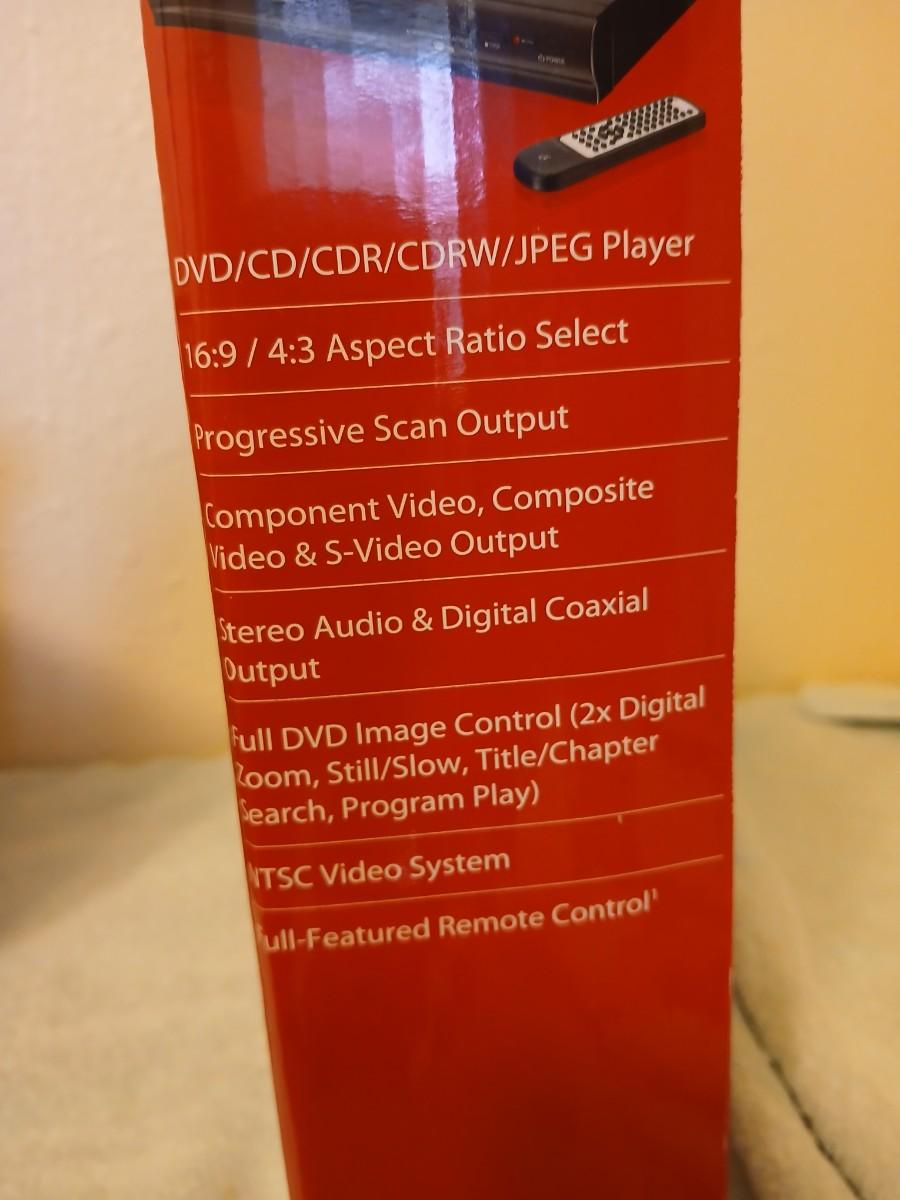 POWER
DVD/CD/CDR/CDRW/JPEG Player
16:9 / 4:3 Aspect Ratio Select
Progressive Scan Output
Component Video, Composite
Video & S-Video Output
Stereo Audio & Digital Coaxial
Output
Full DVD Image Control (2x Digital
Zoom, Still/Slow, Title/Chapter
Search, Program Play)
NTSC Video System
Full-Featured Remote Control¹